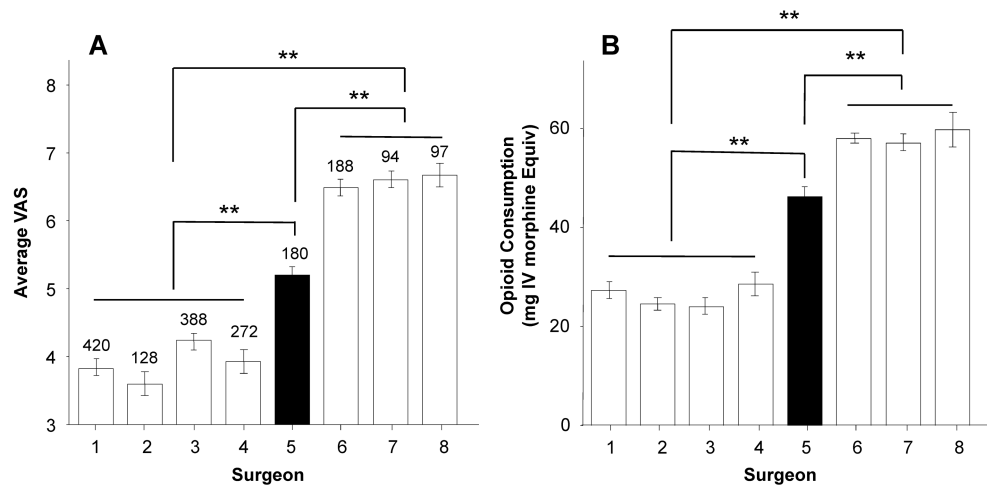 A
**
**
**
8
7
6
5
4
3
Average VAS
420
128
388
272
180
188
94
97
1 2 3 4 5 6 7 8
Surgeon
B
**
**
**
60
40
20
0
Opioid Consumption
(mg IV morphine Equiv)
1 2 3 4 5 6 7 8
Surgeon